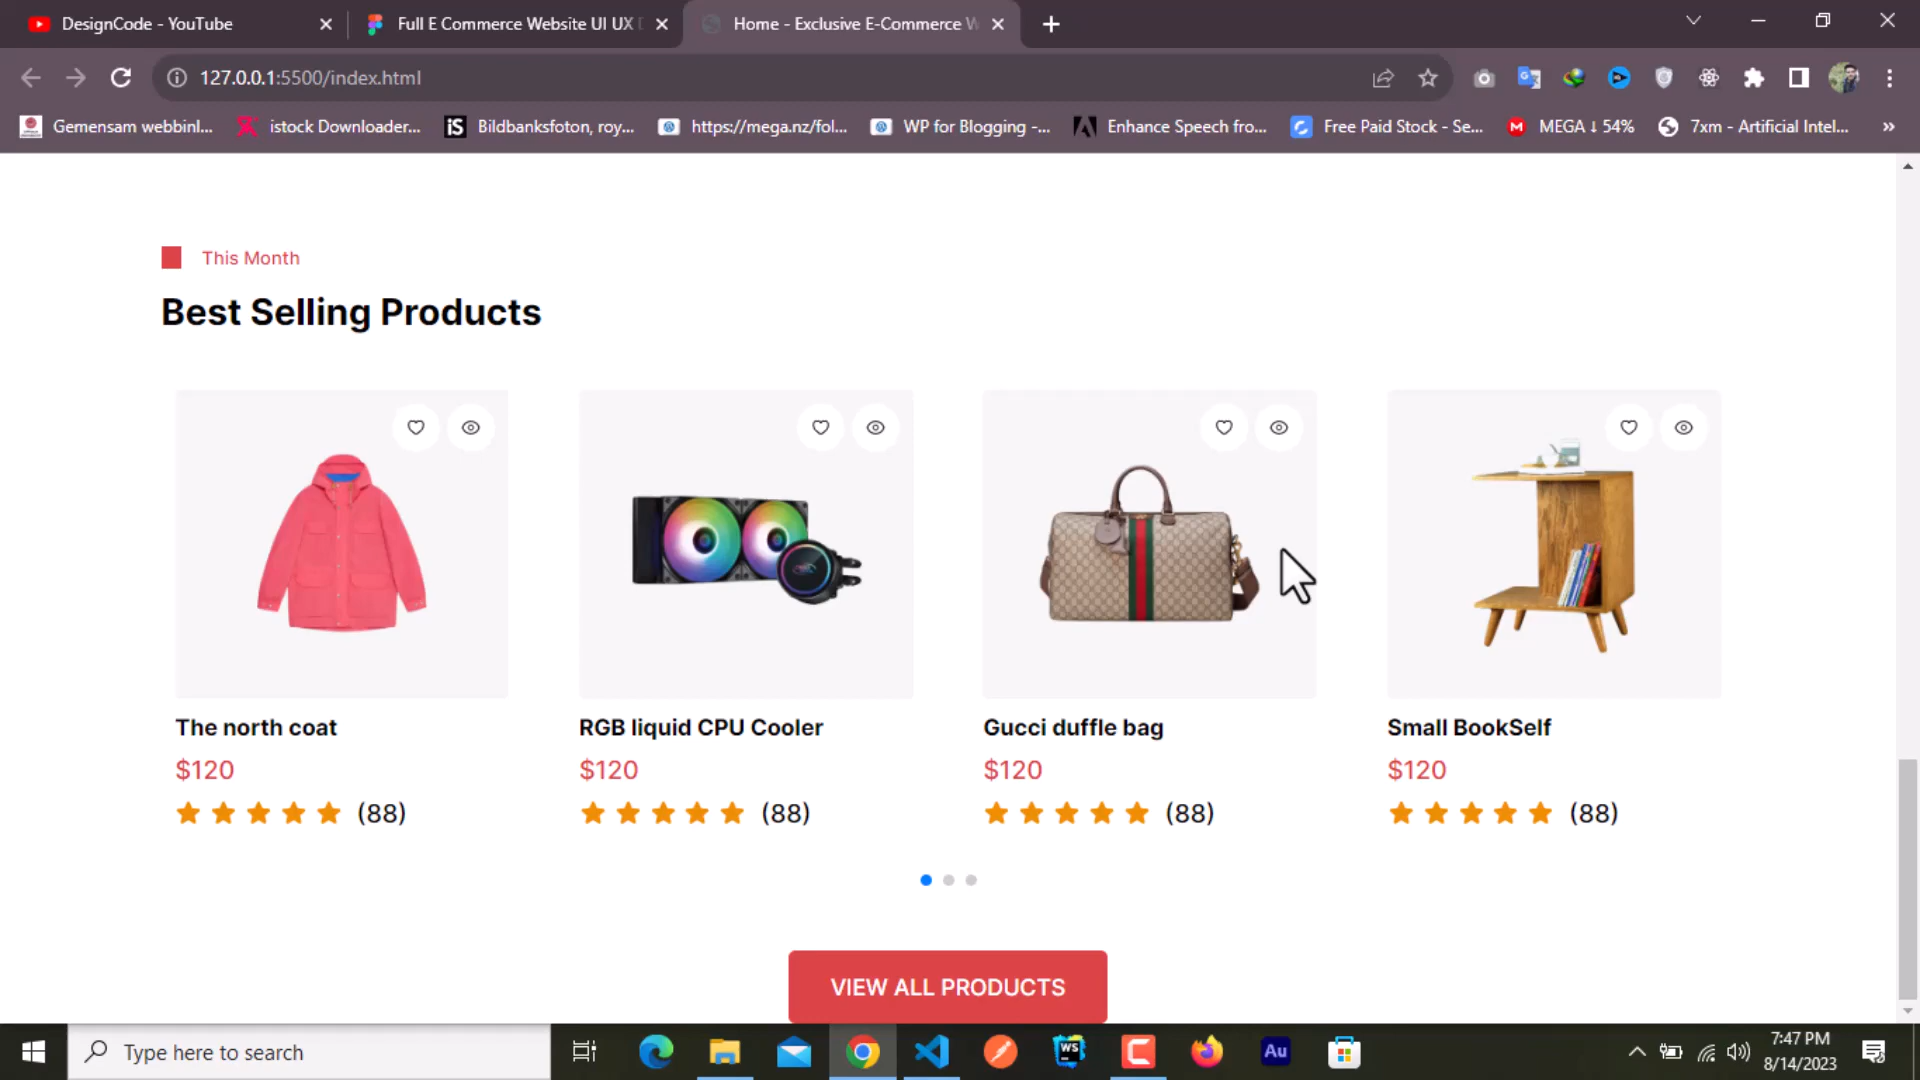 DesignCode - YouTube
Full E Commerce Website UI UX
Home - Exclusive E-Commerce
127.0.0.1:5500/index.html
Gemensam webbinl...
istock Downloader...
iS
Bildbanksfoton, roy...
https://mega.nz/fol...
WP for Blogging -...
Enhance Speech fro...
Free Paid Stock - Se...
M
MEGA ↓ 54%
7xm - Artificial Intel...
»
This Month
Best Selling Products
The north coat
$120
(88)
RGB liquid CPU Cooler
$120
(88)
Gucci duffle bag
$120
(88)
Small BookSelf
$120
(88)
VIEW ALL PRODUCTS
Type here to search
WS
Au
7:47 PM
8/14/2023